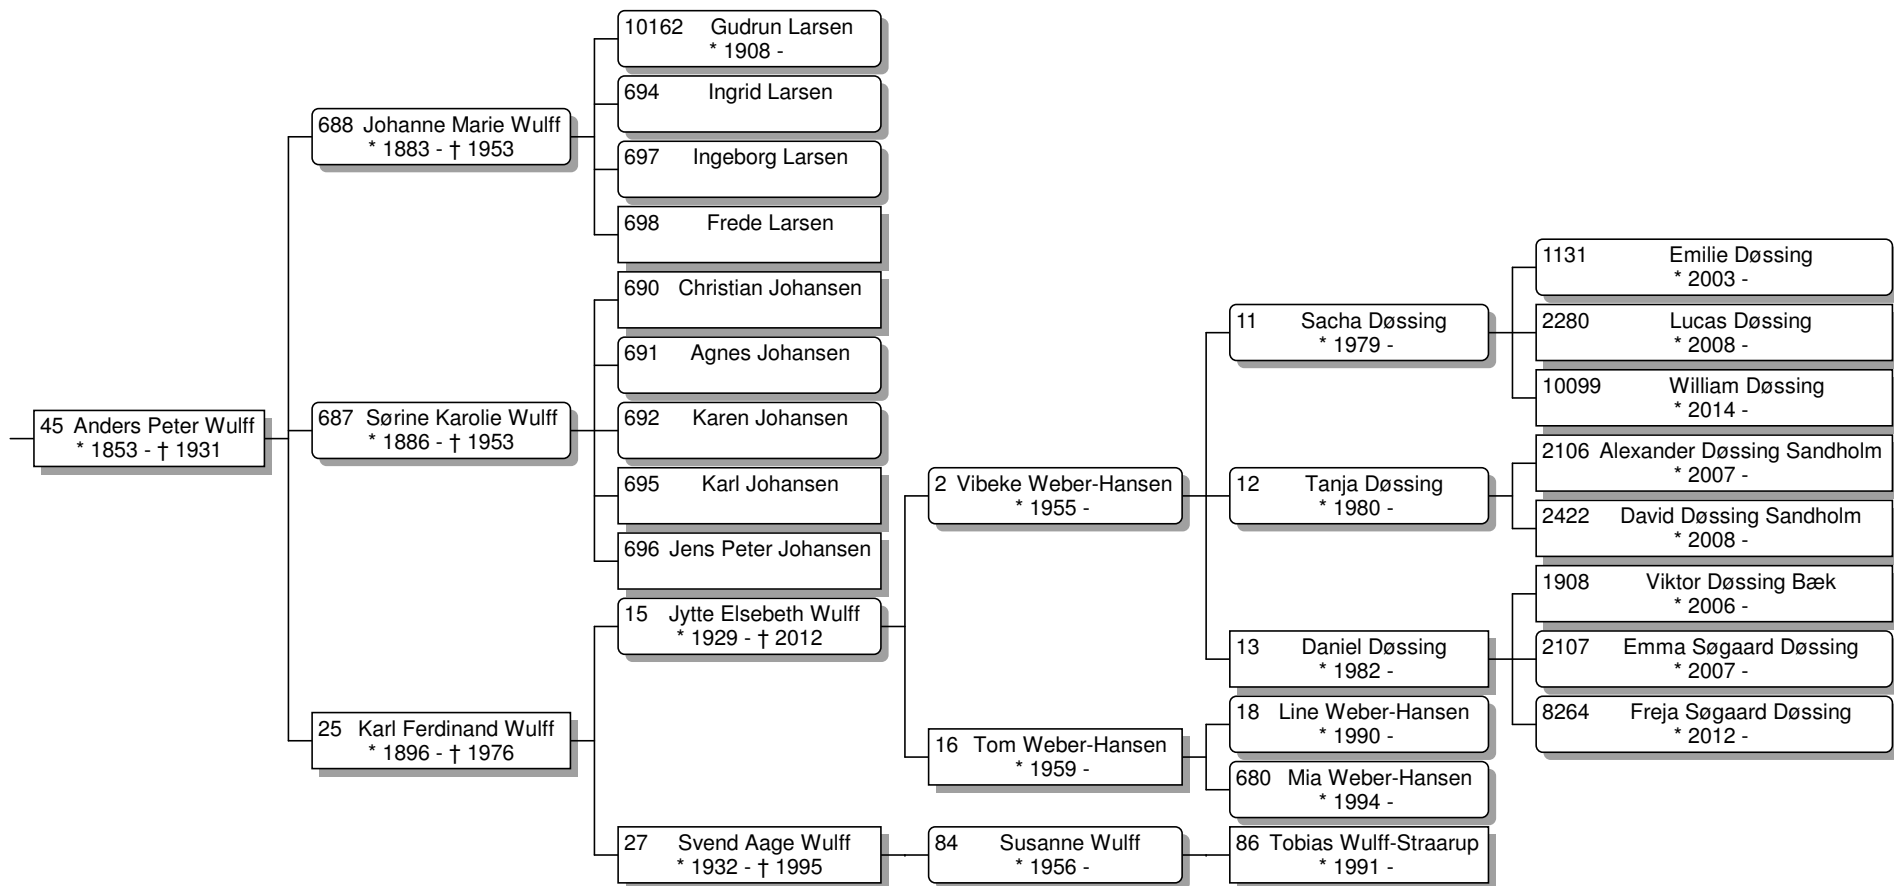 10162 Gudrun Larsen
* 1908 -
694 Ingrid Larsen
688 Johanne Marie Wulff
* 1883 - † 1953
697 Ingeborg Larsen
698 Frede Larsen
690 Christian Johansen
691 Agnes Johansen
45 Anders Peter Wulff
* 1853 - † 1931
687 Sørine Karolie Wulff
* 1886 - † 1953
692 Karen Johansen
695 Karl Johansen
696 Jens Peter Johansen
25 Karl Ferdinand Wulff
* 1896 - † 1976
15 Jytte Elsebeth Wulff
* 1929 - † 2012
27 Svend Aage Wulff
* 1932 - † 1995
2 Vibeke Weber-Hansen
* 1955 -
16 Tom Weber-Hansen
* 1959 -
84 Susanne Wulff
* 1956 -
11 Sacha Døssing
* 1979 -
12 Tanja Døssing
* 1980 -
13 Daniel Døssing
* 1982 -
18 Line Weber-Hansen
* 1990 -
680 Mia Weber-Hansen
* 1994 -
86 Tobias Wulff-Straarup
* 1991 -
1131 Emilie Døssing
* 2003 -
2280 Lucas Døssing
* 2008 -
10099 William Døssing
* 2014 -
2106 Alexander Døssing Sandholm
* 2007 -
2422 David Døssing Sandholm
* 2008 -
1908 Viktor Døssing Bæk
* 2006 -
2107 Emma Søgaard Døssing
* 2007 -
8264 Freja Søgaard Døssing
* 2012 -